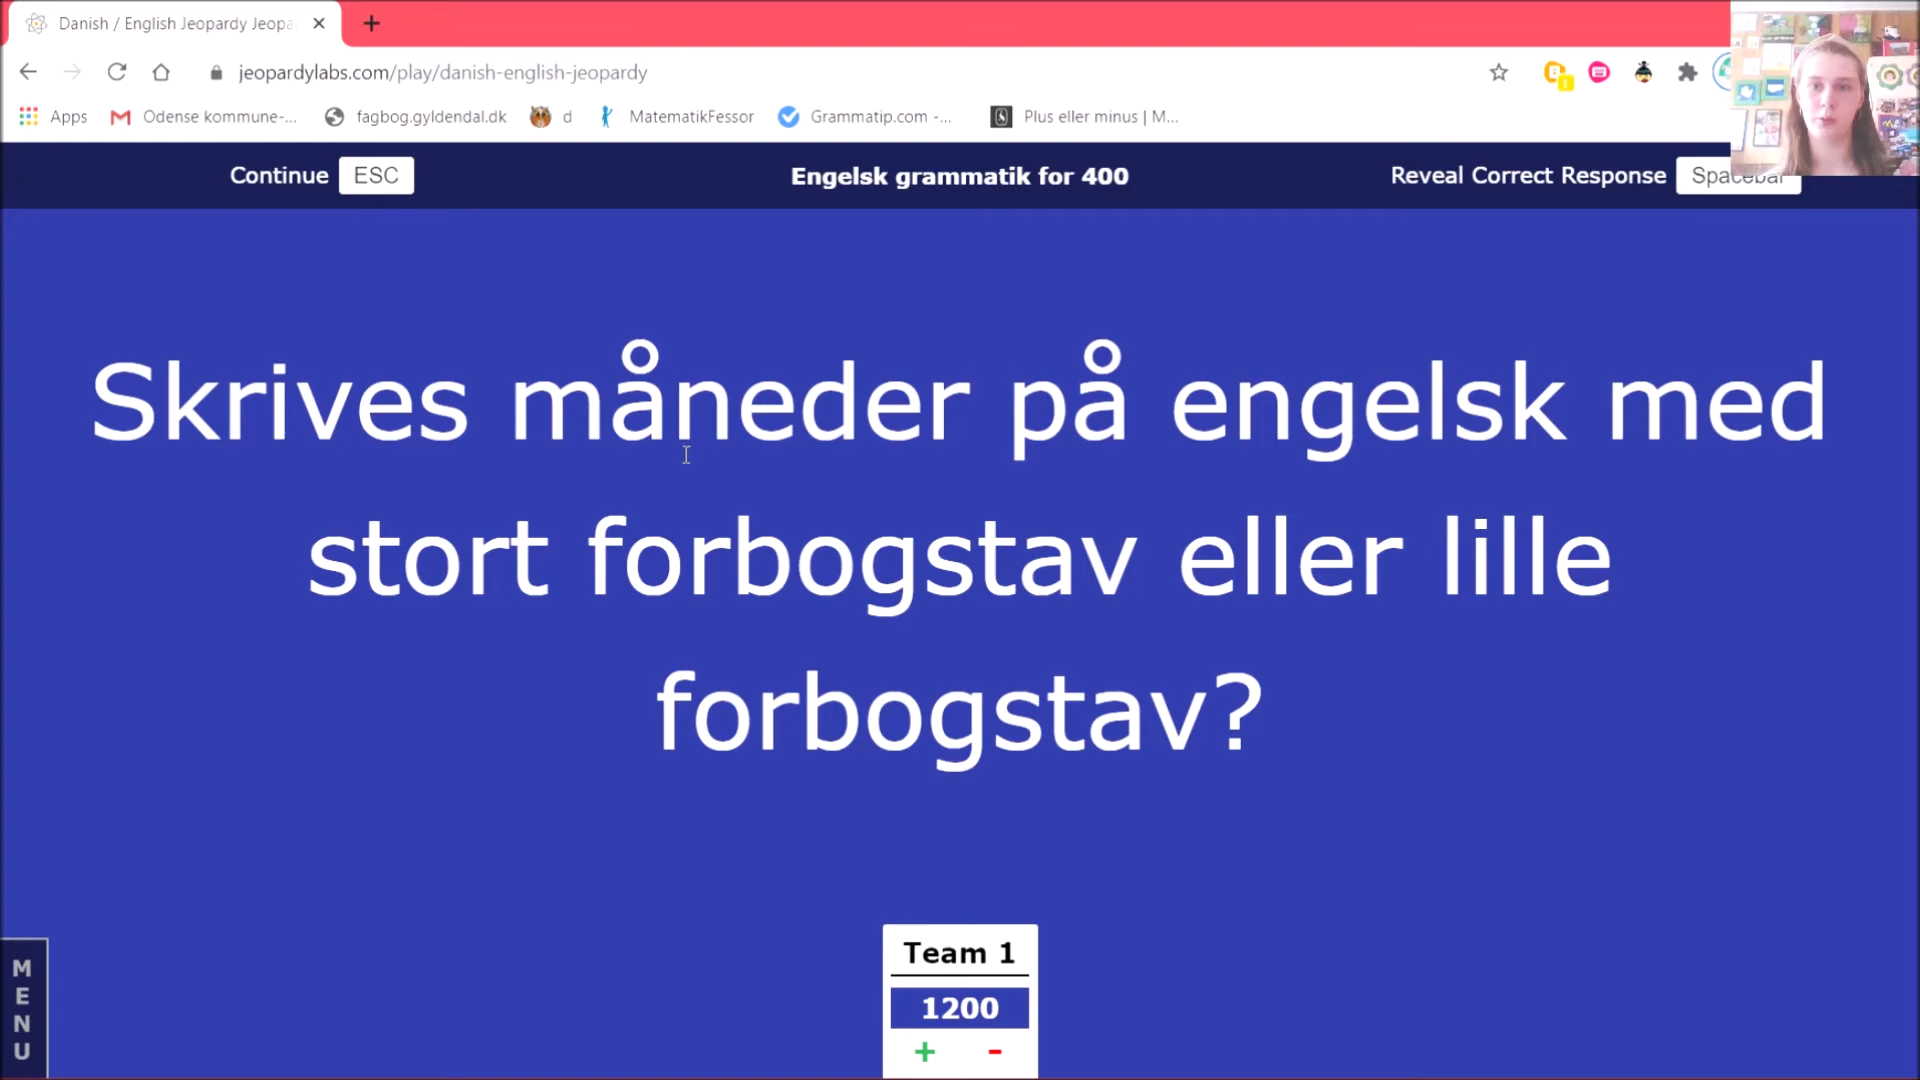 Danish / English Jeopardy Jeopa
jeopardylabs.com/play/danish-english-jeopardy
Apps
Odense kommune-...
fagbog.gyldendal.dk
d
MatematikFessor
Grammatip.com -...
Plus eller minus | M...
Continue ESC
Engelsk grammatik for 400
Reveal Correct Response Spacebar
Skrives måneder på engelsk med
stort forbogstav eller lille
forbogstav?
MENU
Team 1
1200
+ -